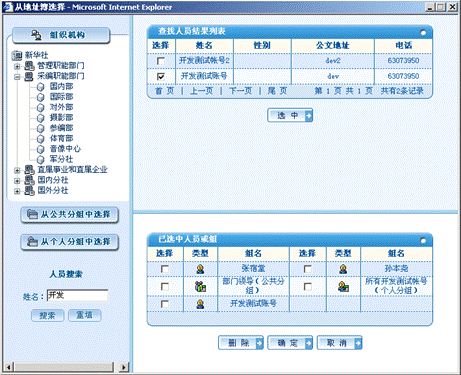 从地址簿选择 - Microsoft Internet Explorer
组织机构
新华社
管理职能部门
采编职能部门
国内部
国际部
对外部
摄影部
参编部
体育部
音像中心
军分社
直属事业和直属企业
国内分社
国外分社
从公共分组中选择
从个人分组中选择
人员搜索
姓名： 开发
搜索 重填
查找人员结果列表
选择 姓名 性别 公文地址 电话
开发测试帐号2 dev2 63073950
开发测试账号 dev 63073950
首 页 | 上一页 | 下一页 | 尾 页 第 1 页 共 1 页 共有2条记录
选 中
已选中人员或组
选择 类型 组名 选择 类型 组名
张宿堂 孙本尧
部门领导(公共分组) 所有开发测试帐号(个人分组)
开发测试账号
删 除 确 定 取 消